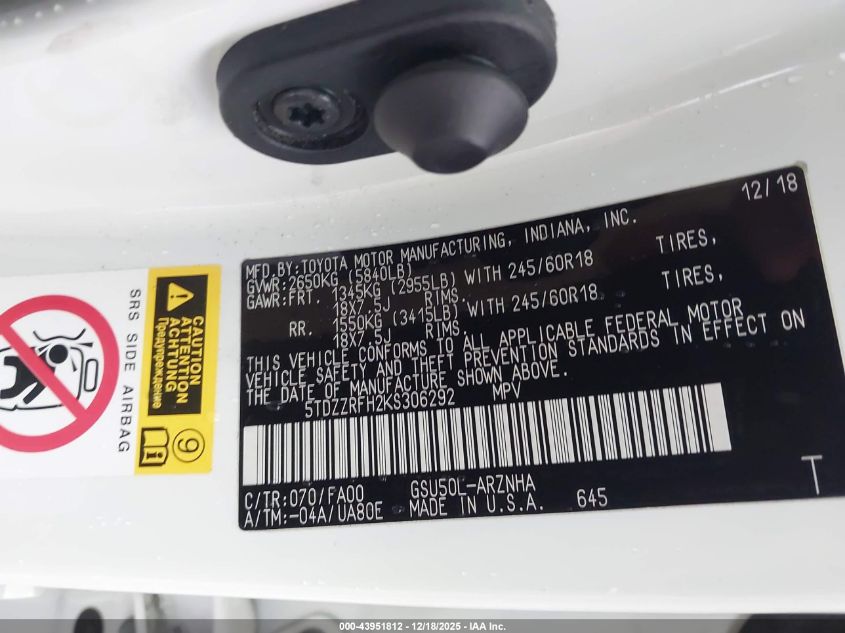 12/18
MFD.BY:TOYOTA MOTOR MANUFACTURING, INDIANA, INC.
GVWR:2650KG (5840LB)
GAWR:FRT. 1345KG (2955LB) WITH 245/60R18 TIRES,
18X7.5J RIMS.
RR. 1550KG (3415LB) WITH 245/60R18 TIRES,
18X7.5J RIMS.
THIS VEHICLE CONFORMS TO ALL APPLICABLE FEDERAL MOTOR
VEHICLE SAFETY AND THEFT PREVENTION STANDARDS IN EFFECT ON
THE DATE OF MANUFACTURE SHOWN ABOVE.
5TDZZRFH2KS306292 MPV
C/TR:070/FA00 GSU50L-ARZNHA
A/TM:-04A/UA80E MADE IN U.S.A. 645
T
CAUTION
ATTENTION
ACHTUNG
Предупреждение
9
SRS SIDE AIRBAG
000-43951812 - 12/18/2025 - IAA Inc.